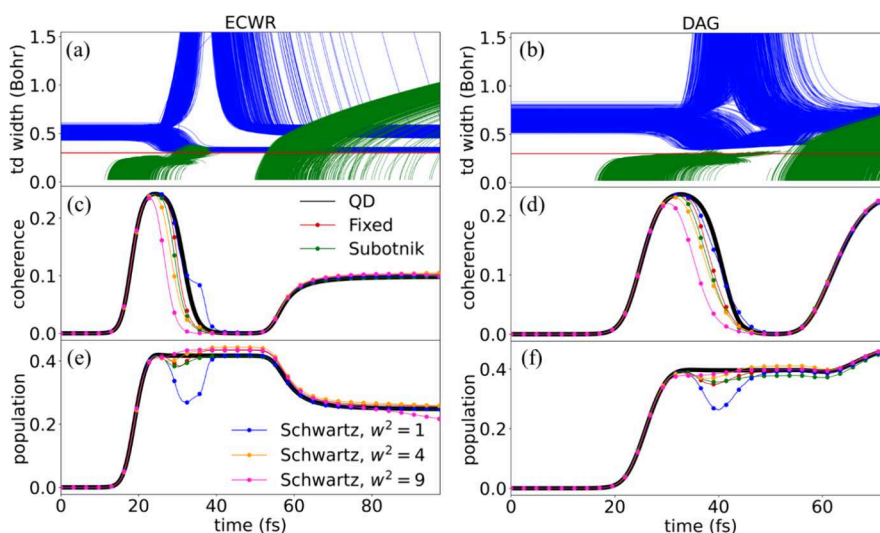 ECWR
DAG
(a)
(b)
td width (Bohr)
1.5
1.0
0.5
0.0
td width (Bohr)
1.5
1.0
0.5
0.0
(c)
QD
Fixed
Subotnik
coherence
0.2
0.1
0.0
(d)
coherence
0.2
0.1
0.0
(e)
Schwartz, w² = 1
Schwartz, w² = 4
Schwartz, w² = 9
population
0.4
0.2
0.0
(f)
population
0.4
0.2
0.0
0 20 40 60 80
time (fs)
0 20 40 60
time (fs)